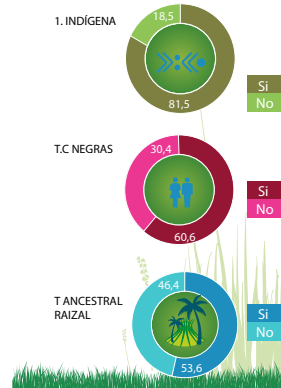 1. INDÍGENA
18,5
81,5
Si
No
T.C NEGRAS
30,4
60,6
Si
No
T ANCESTRAL
RAIZAL
46,4
53,6
Si
No